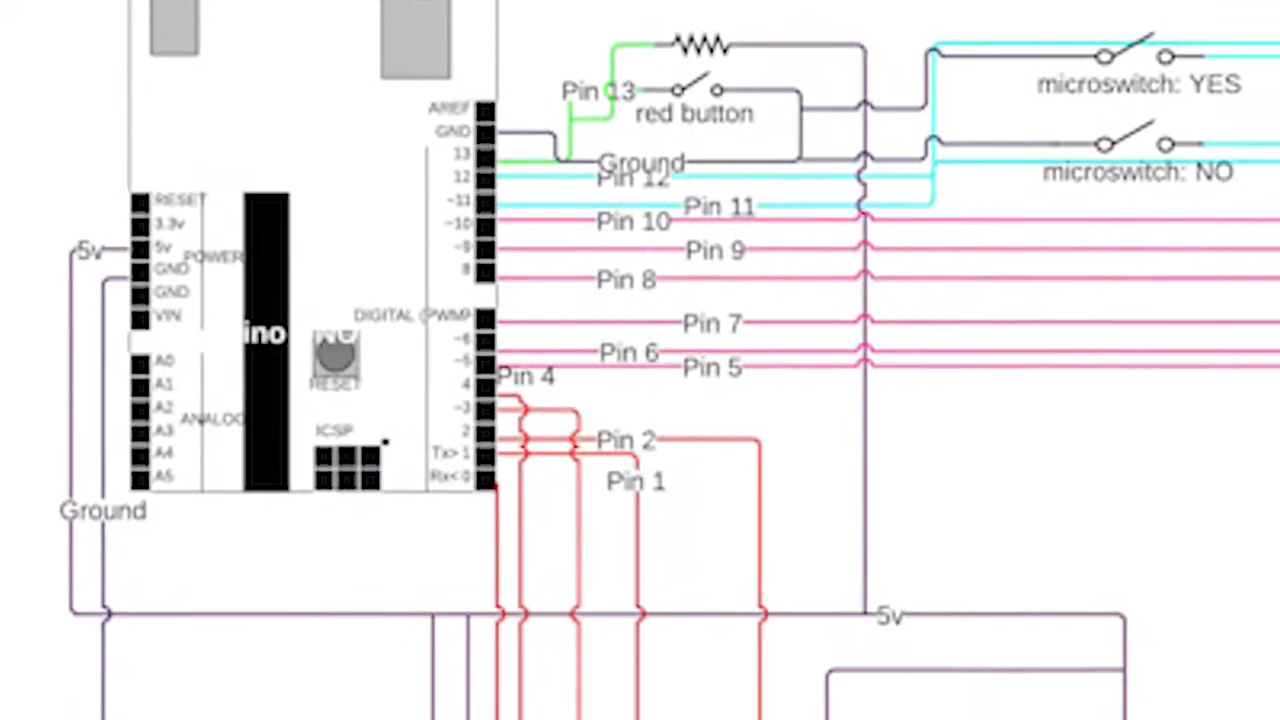 AREF
GND
13
12
~11
~10
~9
8
RESET
3.3v
5v
GND
GND
VIN
POWER
5v
ino
DIGITAL (PWM~
~6
~5
4
~3
2
Tx> 1
Rx< 0
RESET
ICSP
A0
A1
A2
A3
A4
A5
ANALOG
Ground
Pin 13
red button
Ground
Pin 12
Pin 11
Pin 10
Pin 9
Pin 8
Pin 7
Pin 6
Pin 5
Pin 4
Pin 2
Pin 1
microswitch: YES
microswitch: NO
5v